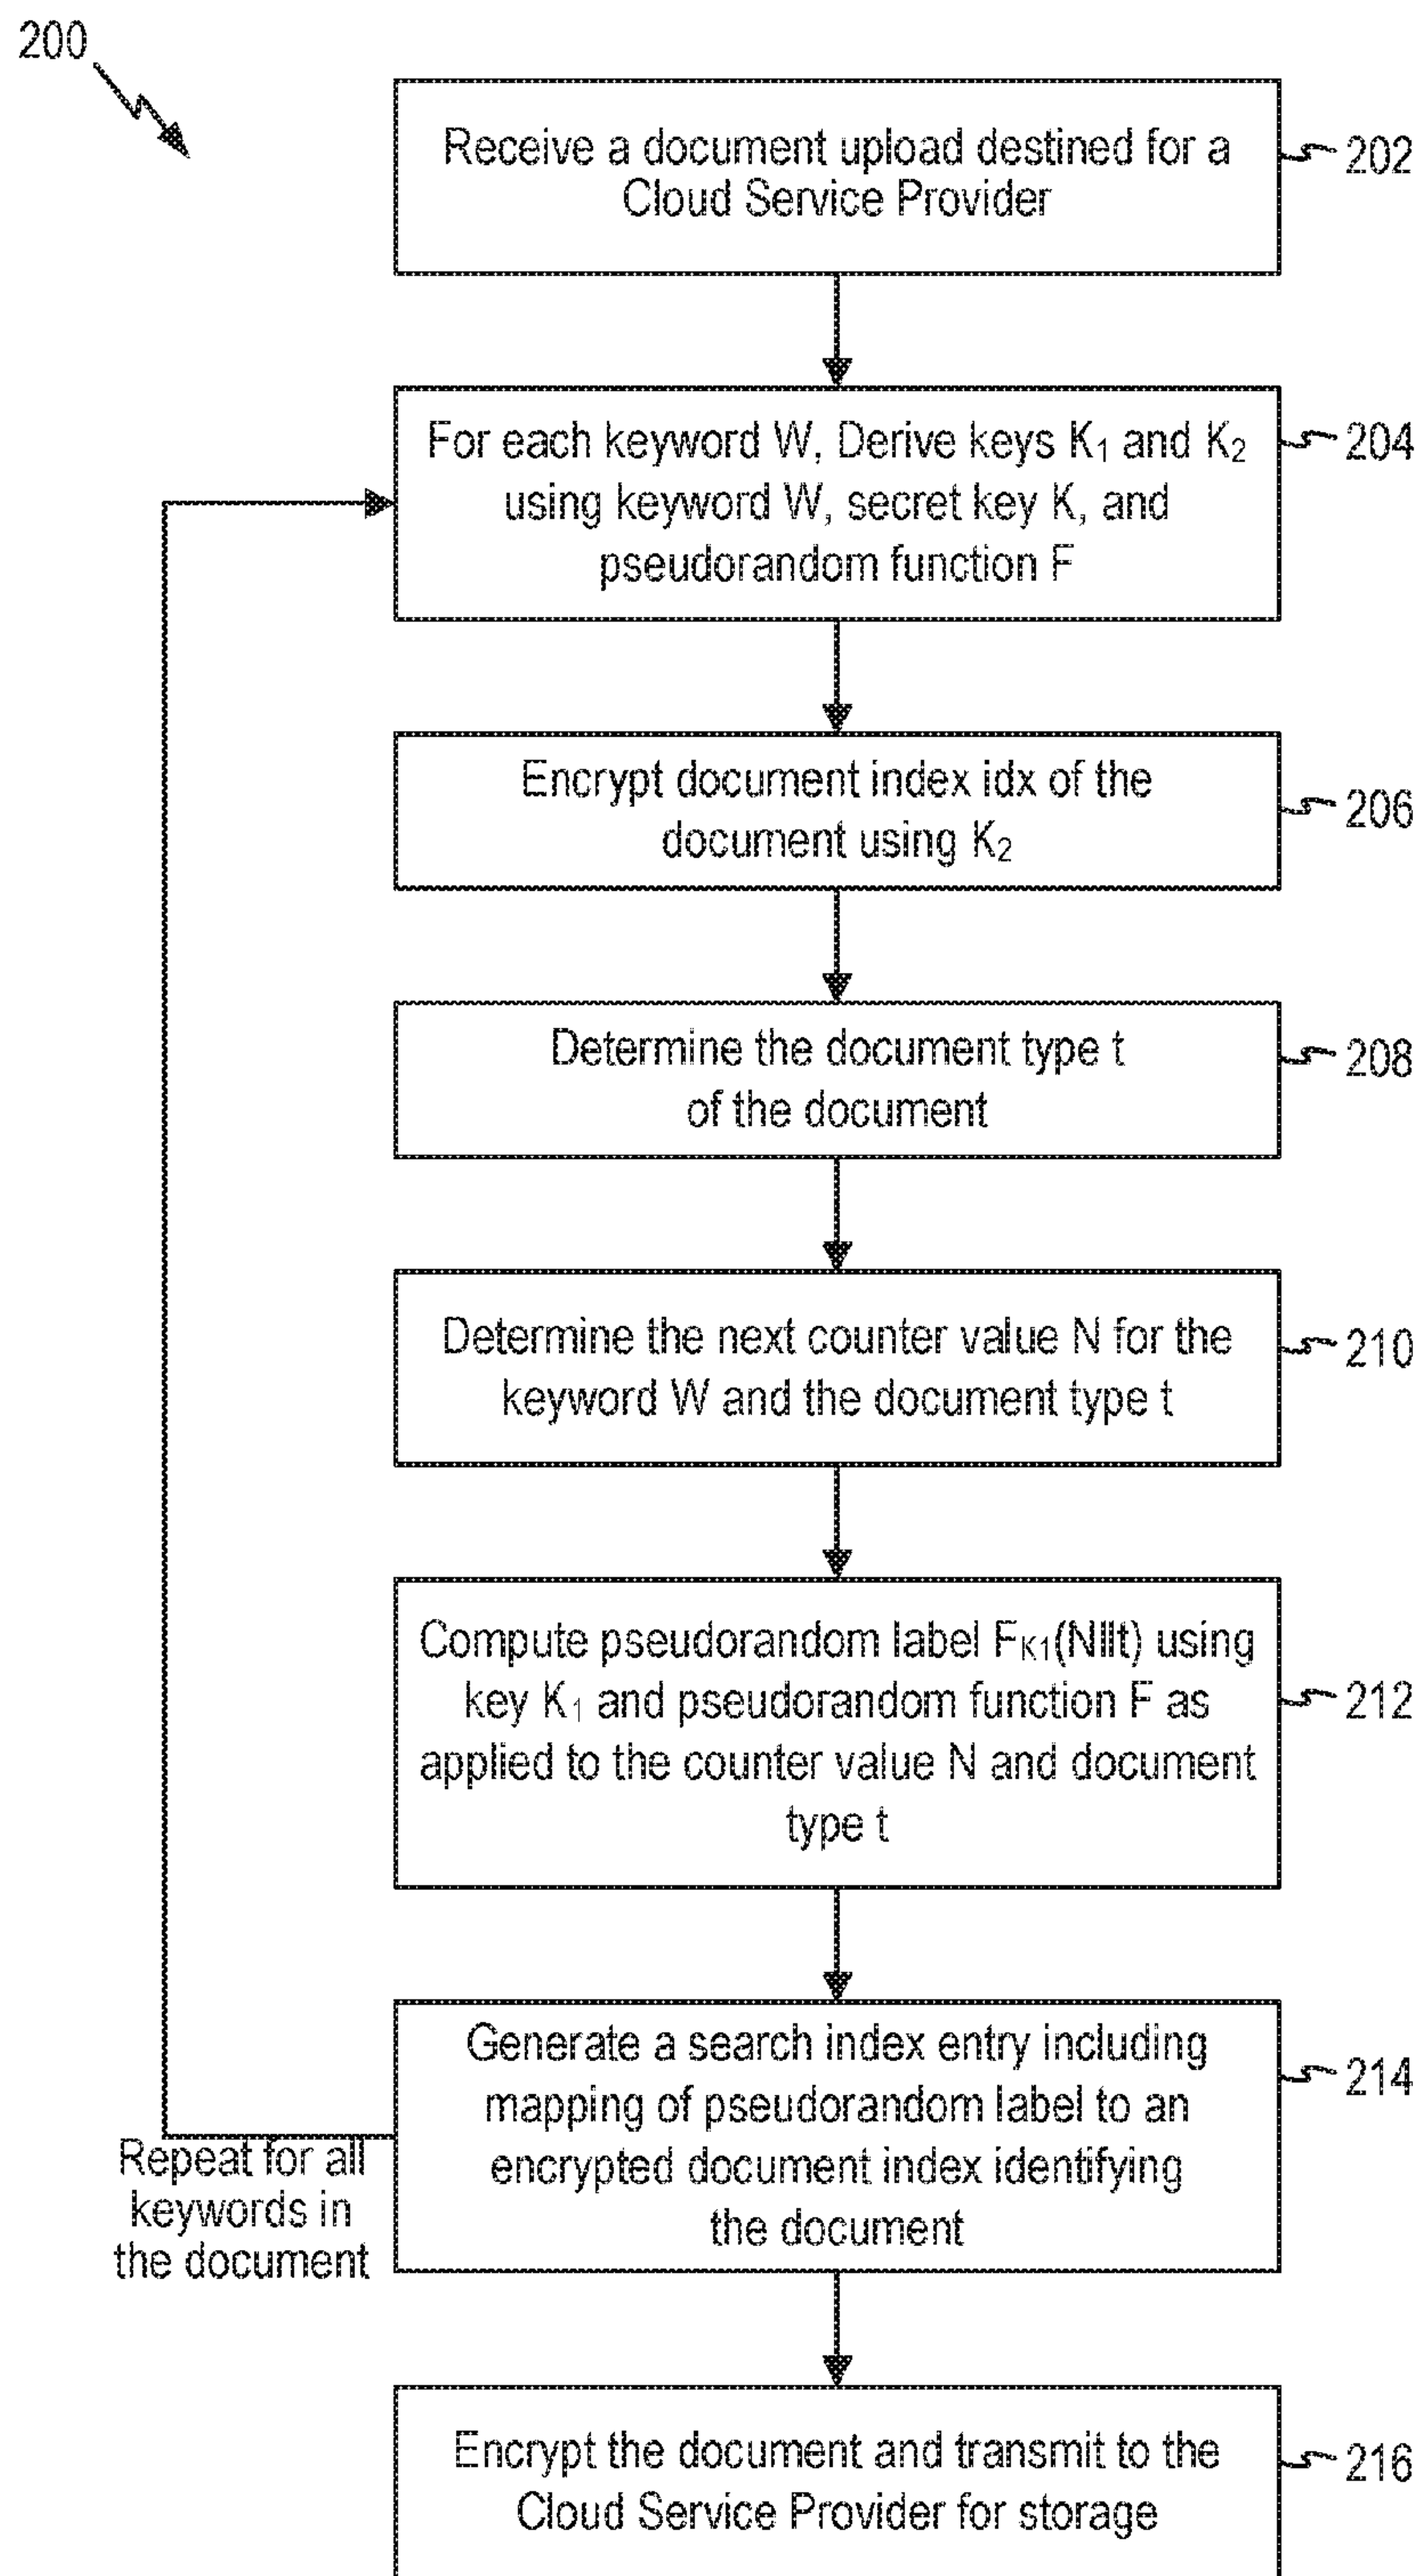 200
Receive a document upload destined for a
Cloud Service Provider
202
For each keyword W, Derive keys K₁ and K₂
using keyword W, secret key K, and
pseudorandom function F
204
Encrypt document index idx of the
document using K₂
206
Determine the document type t
of the document
208
Determine the next counter value N for the
keyword W and the document type t
210
Compute pseudorandom label F_K1(N||t) using
key K₁ and pseudorandom function F as
applied to the counter value N and document
type t
212
Generate a search index entry including
mapping of pseudorandom label to an
encrypted document index identifying
the document
214
Repeat for all
keywords in
the document
Encrypt the document and transmit to the
Cloud Service Provider for storage
216